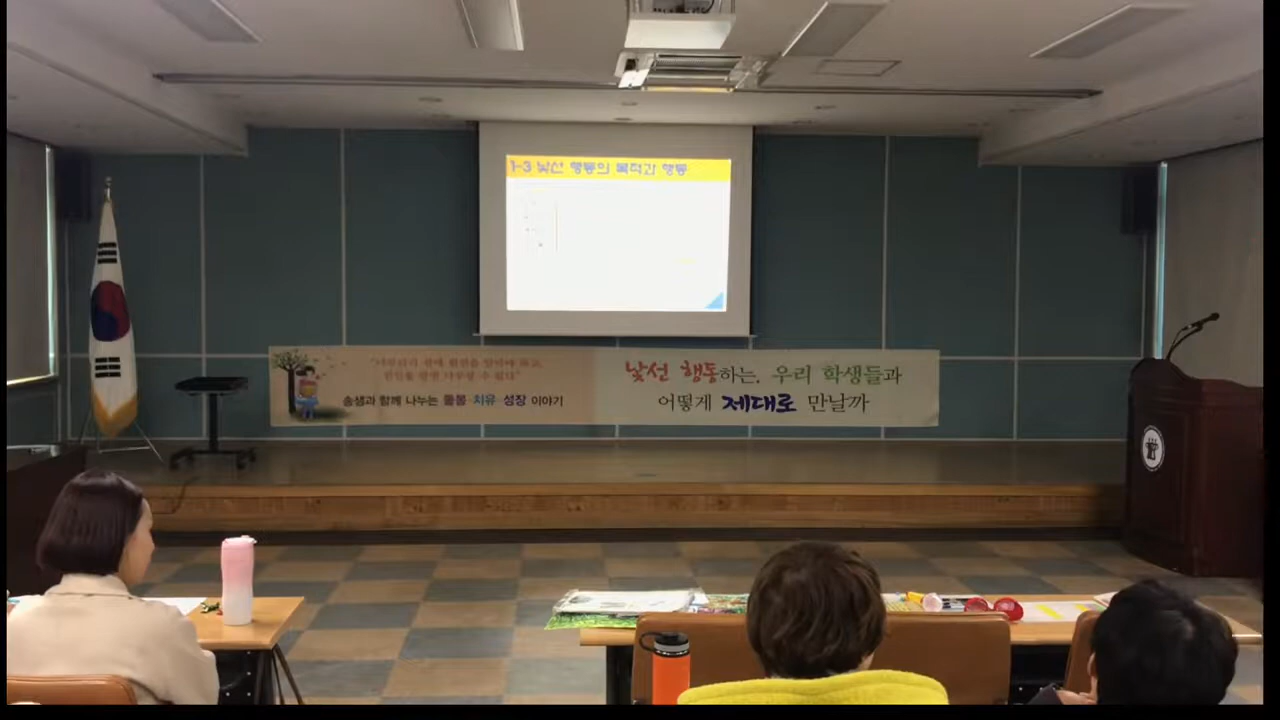 1-3 낯선 행동의 목적과 행동
송샘과 함께 나누는 돌봄 치유 성장 이야기
낯선 행동하는, 우리 학생들과
어떻게 제대로 만날까